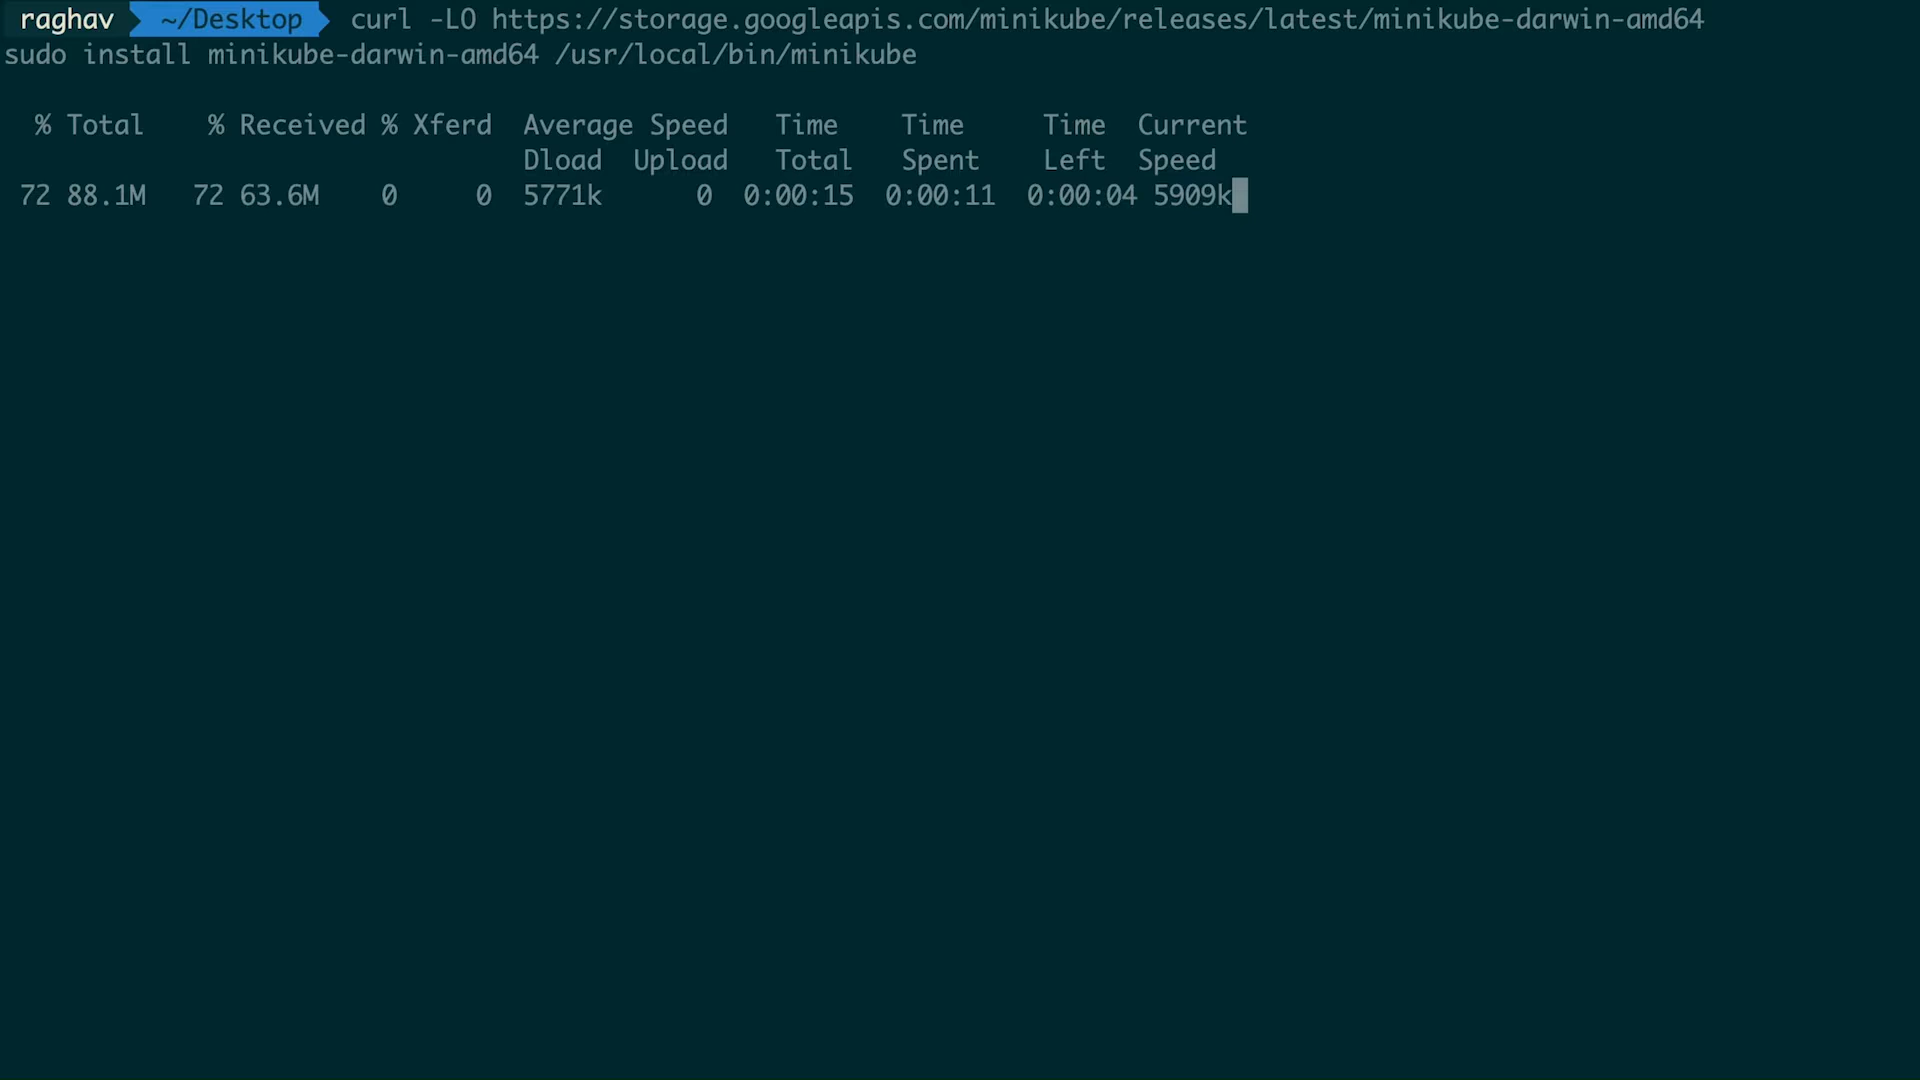 raghav ~/Desktop curl -LO https://storage.googleapis.com/minikube/releases/latest/minikube-darwin-amd64
sudo install minikube-darwin-amd64 /usr/local/bin/minikube
% Total % Received % Xferd Average Speed Time Time Time Current
Dload Upload Total Spent Left Speed
72 88.1M 72 63.6M 0 0 5771k 0 0:00:15 0:00:11 0:00:04 5909k